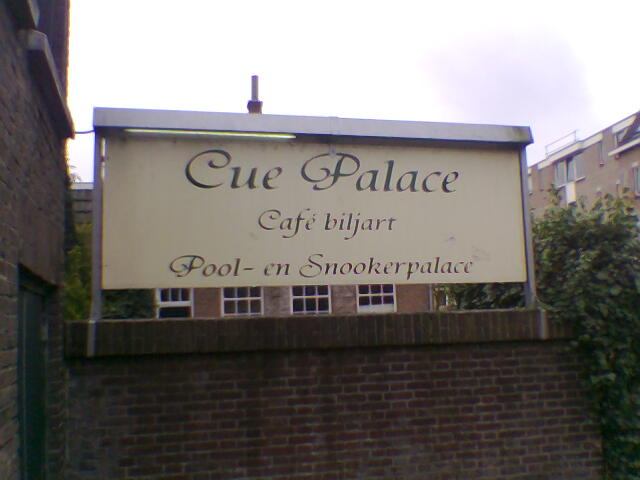 Cue Palace
Café biljart
Pool- en Snookerpalace